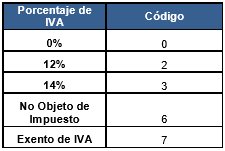 Porcentaje de IVA Código
0% 0
12% 2
14% 3
No Objeto de Impuesto 6
Exento de IVA 7